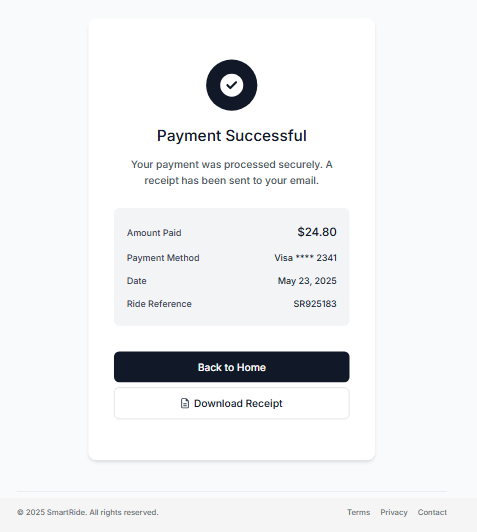 Payment Successful
Your payment was processed securely. A
receipt has been sent to your email.
Amount Paid $24.80
Payment Method Visa **** 2341
Date May 23, 2025
Ride Reference SR925183
Back to Home
Download Receipt
© 2025 SmartRide. All rights reserved. Terms Privacy Contact